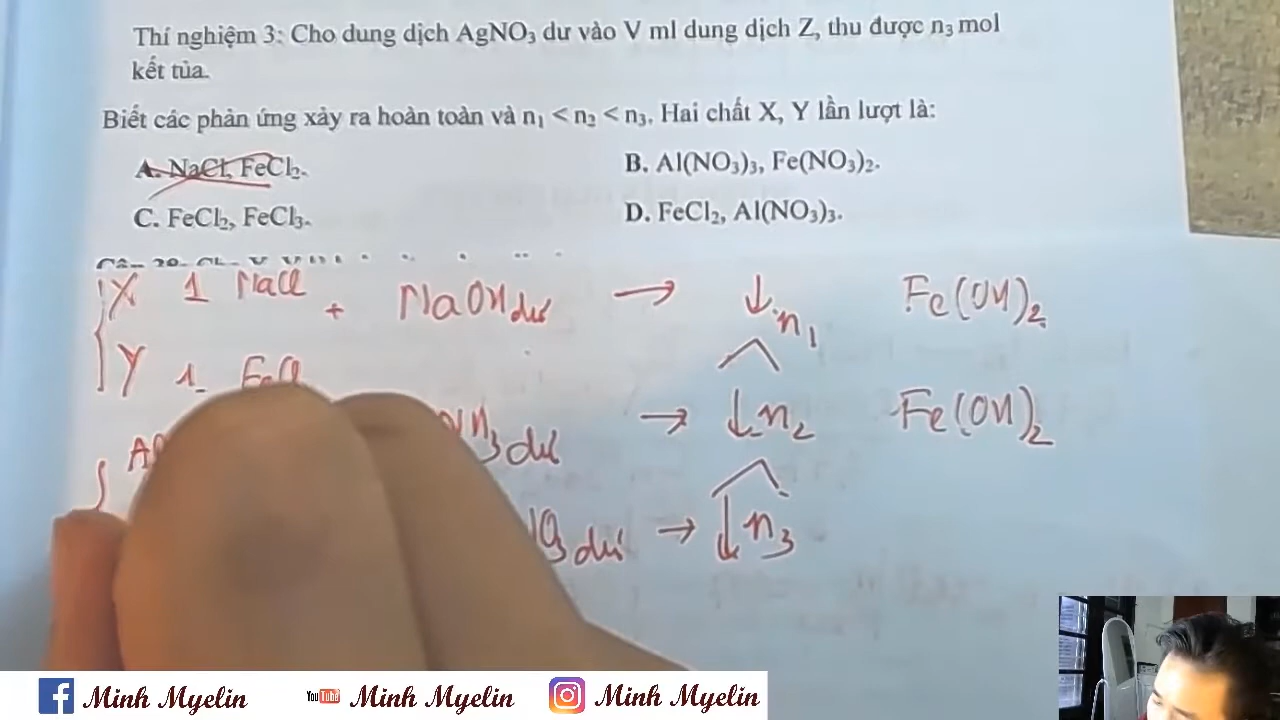 Thí nghiệm 3: Cho dung dịch AgNO₃ dư vào V ml dung dịch Z, thu được n₃ mol
kết tủa.
Biết các phản ứng xảy ra hoàn toàn và n₁ < n₂ < n₃. Hai chất X, Y lần lượt là:
A. NaCl, FeCl₂. B. Al(NO₃)₃, Fe(NO₃)₂.
C. FeCl₂, FeCl₃. D. FeCl₂, Al(NO₃)₃.
X 1 NaCl + NaOH dư → ↓ n₁ Fe(OH)₂
Y 1
dư → ↓ n₂ Fe(OH)₂
dư → ↓ n₃
Minh Myelin YouTube Minh Myelin Minh Myelin